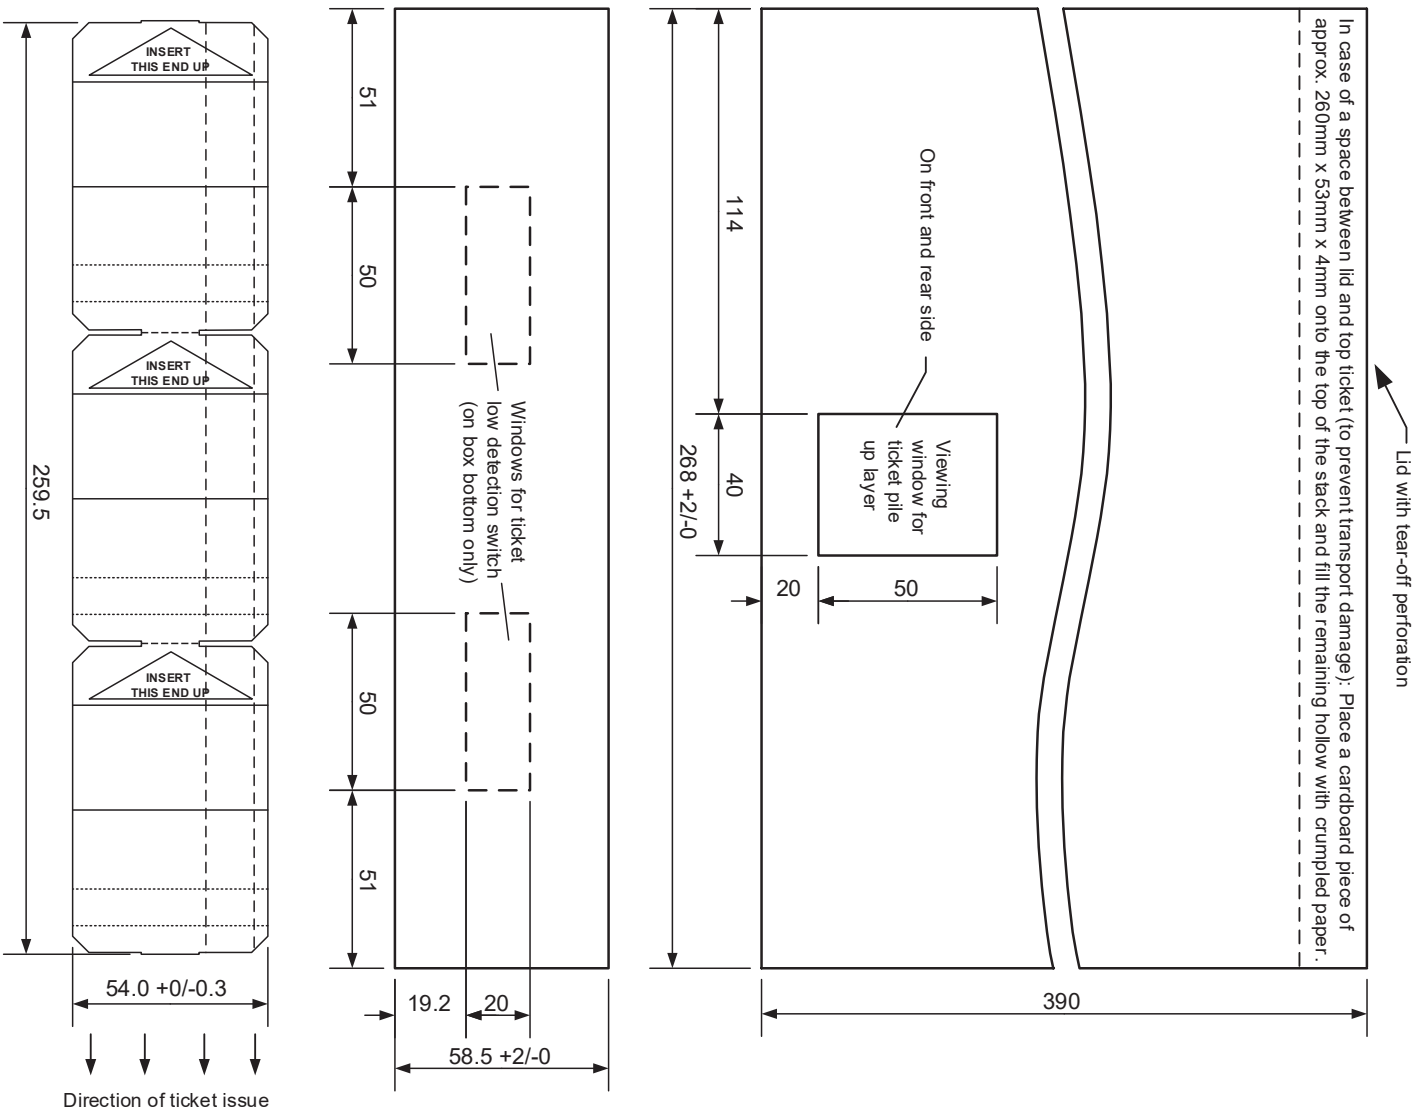 INSERT
THIS END UP
INSERT
THIS END UP
INSERT
THIS END UP
259.5
54.0 +0/-0.3
Direction of ticket issue
51
50
50
51
Windows for ticket
low detection switch
(on box bottom only)
19.2
20
58.5 +2/-0
268 +2/-0
114
40
On front and rear side
Viewing
window for
ticket pile
up layer
20
50
390
In case of a space between lid and top ticket (to prevent transport damage): Place a cardboard piece of
approx. 260mm x 53mm x 4mm onto the top of the stack and fill the remaining hollow with crumpled paper.
Lid with tear-off perforation